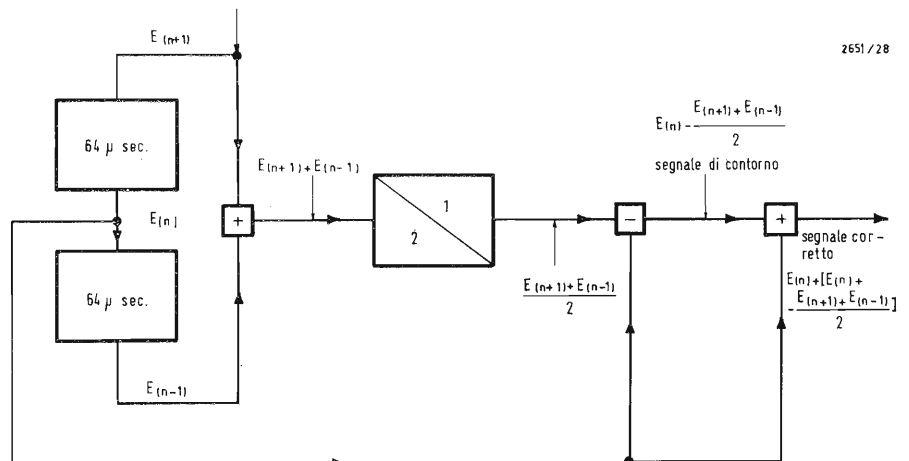 E(n+1)
2651/28
64 µ sec.
E(n)
64 µ sec.
E(n-1)
+
E(n+1)+E(n-1)
1
2
E(n+1)+E(n-1)
2
-
E(n) - E(n+1)+E(n-1)
2
segnale di contorno
+
segnale cor-
retto
E(n)+[E(n)+
- E(n+1)+E(n-1)]
2